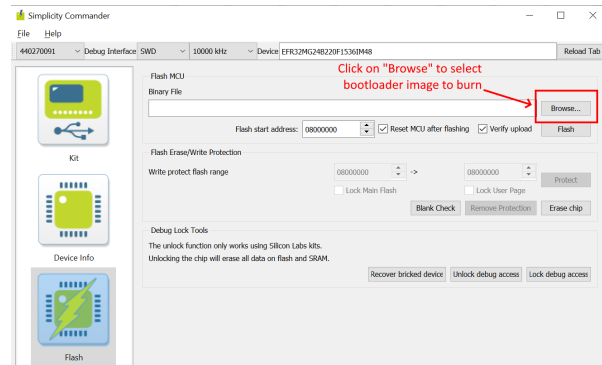 Simplicity Commander
File Help
440270091 Debug Interface SWD 10000 kHz Device EFR32MG24B220F1536IM48 Reload Tab
Flash MCU
Click on "Browse" to select
bootloader image to burn
Binary File
Browse...
Flash start address: 08000000 Reset MCU after flashing Verify upload Flash
Kit
Flash Erase/Write Protection
Write protect flash range 08000000 -> 08000000 Protect
Lock Main Flash Lock User Page
Blank Check Remove Protection Erase chip
Device Info
Debug Lock Tools
The unlock function only works using Silicon Labs kits.
Unlocking the chip will erase all data on flash and SRAM.
Recover bricked device Unlock debug access Lock debug access
Flash